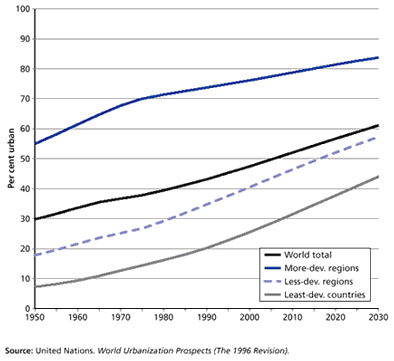 100
90
80
70
60
50
40
30
20
10
0
Per cent urban
World total
More-dev. regions
Less-dev. regions
Least-dev. countries
1950 1960 1970 1980 1990 2000 2010 2020 2030
Source: United Nations. World Urbanization Prospects (The 1996 Revision).